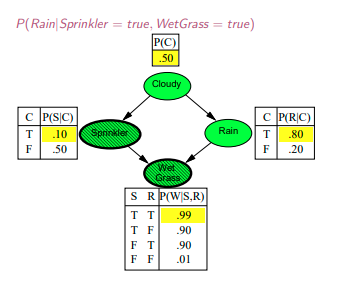 P(Rain|Sprinkler = true, WetGrass = true)
P(C)
.50
Cloudy
C P(S|C)
T .10
F .50
Sprinkler
Rain
C P(R|C)
T .80
F .20
Wet
Grass
S R P(W|S,R)
T T .99
T F .90
F T .90
F F .01